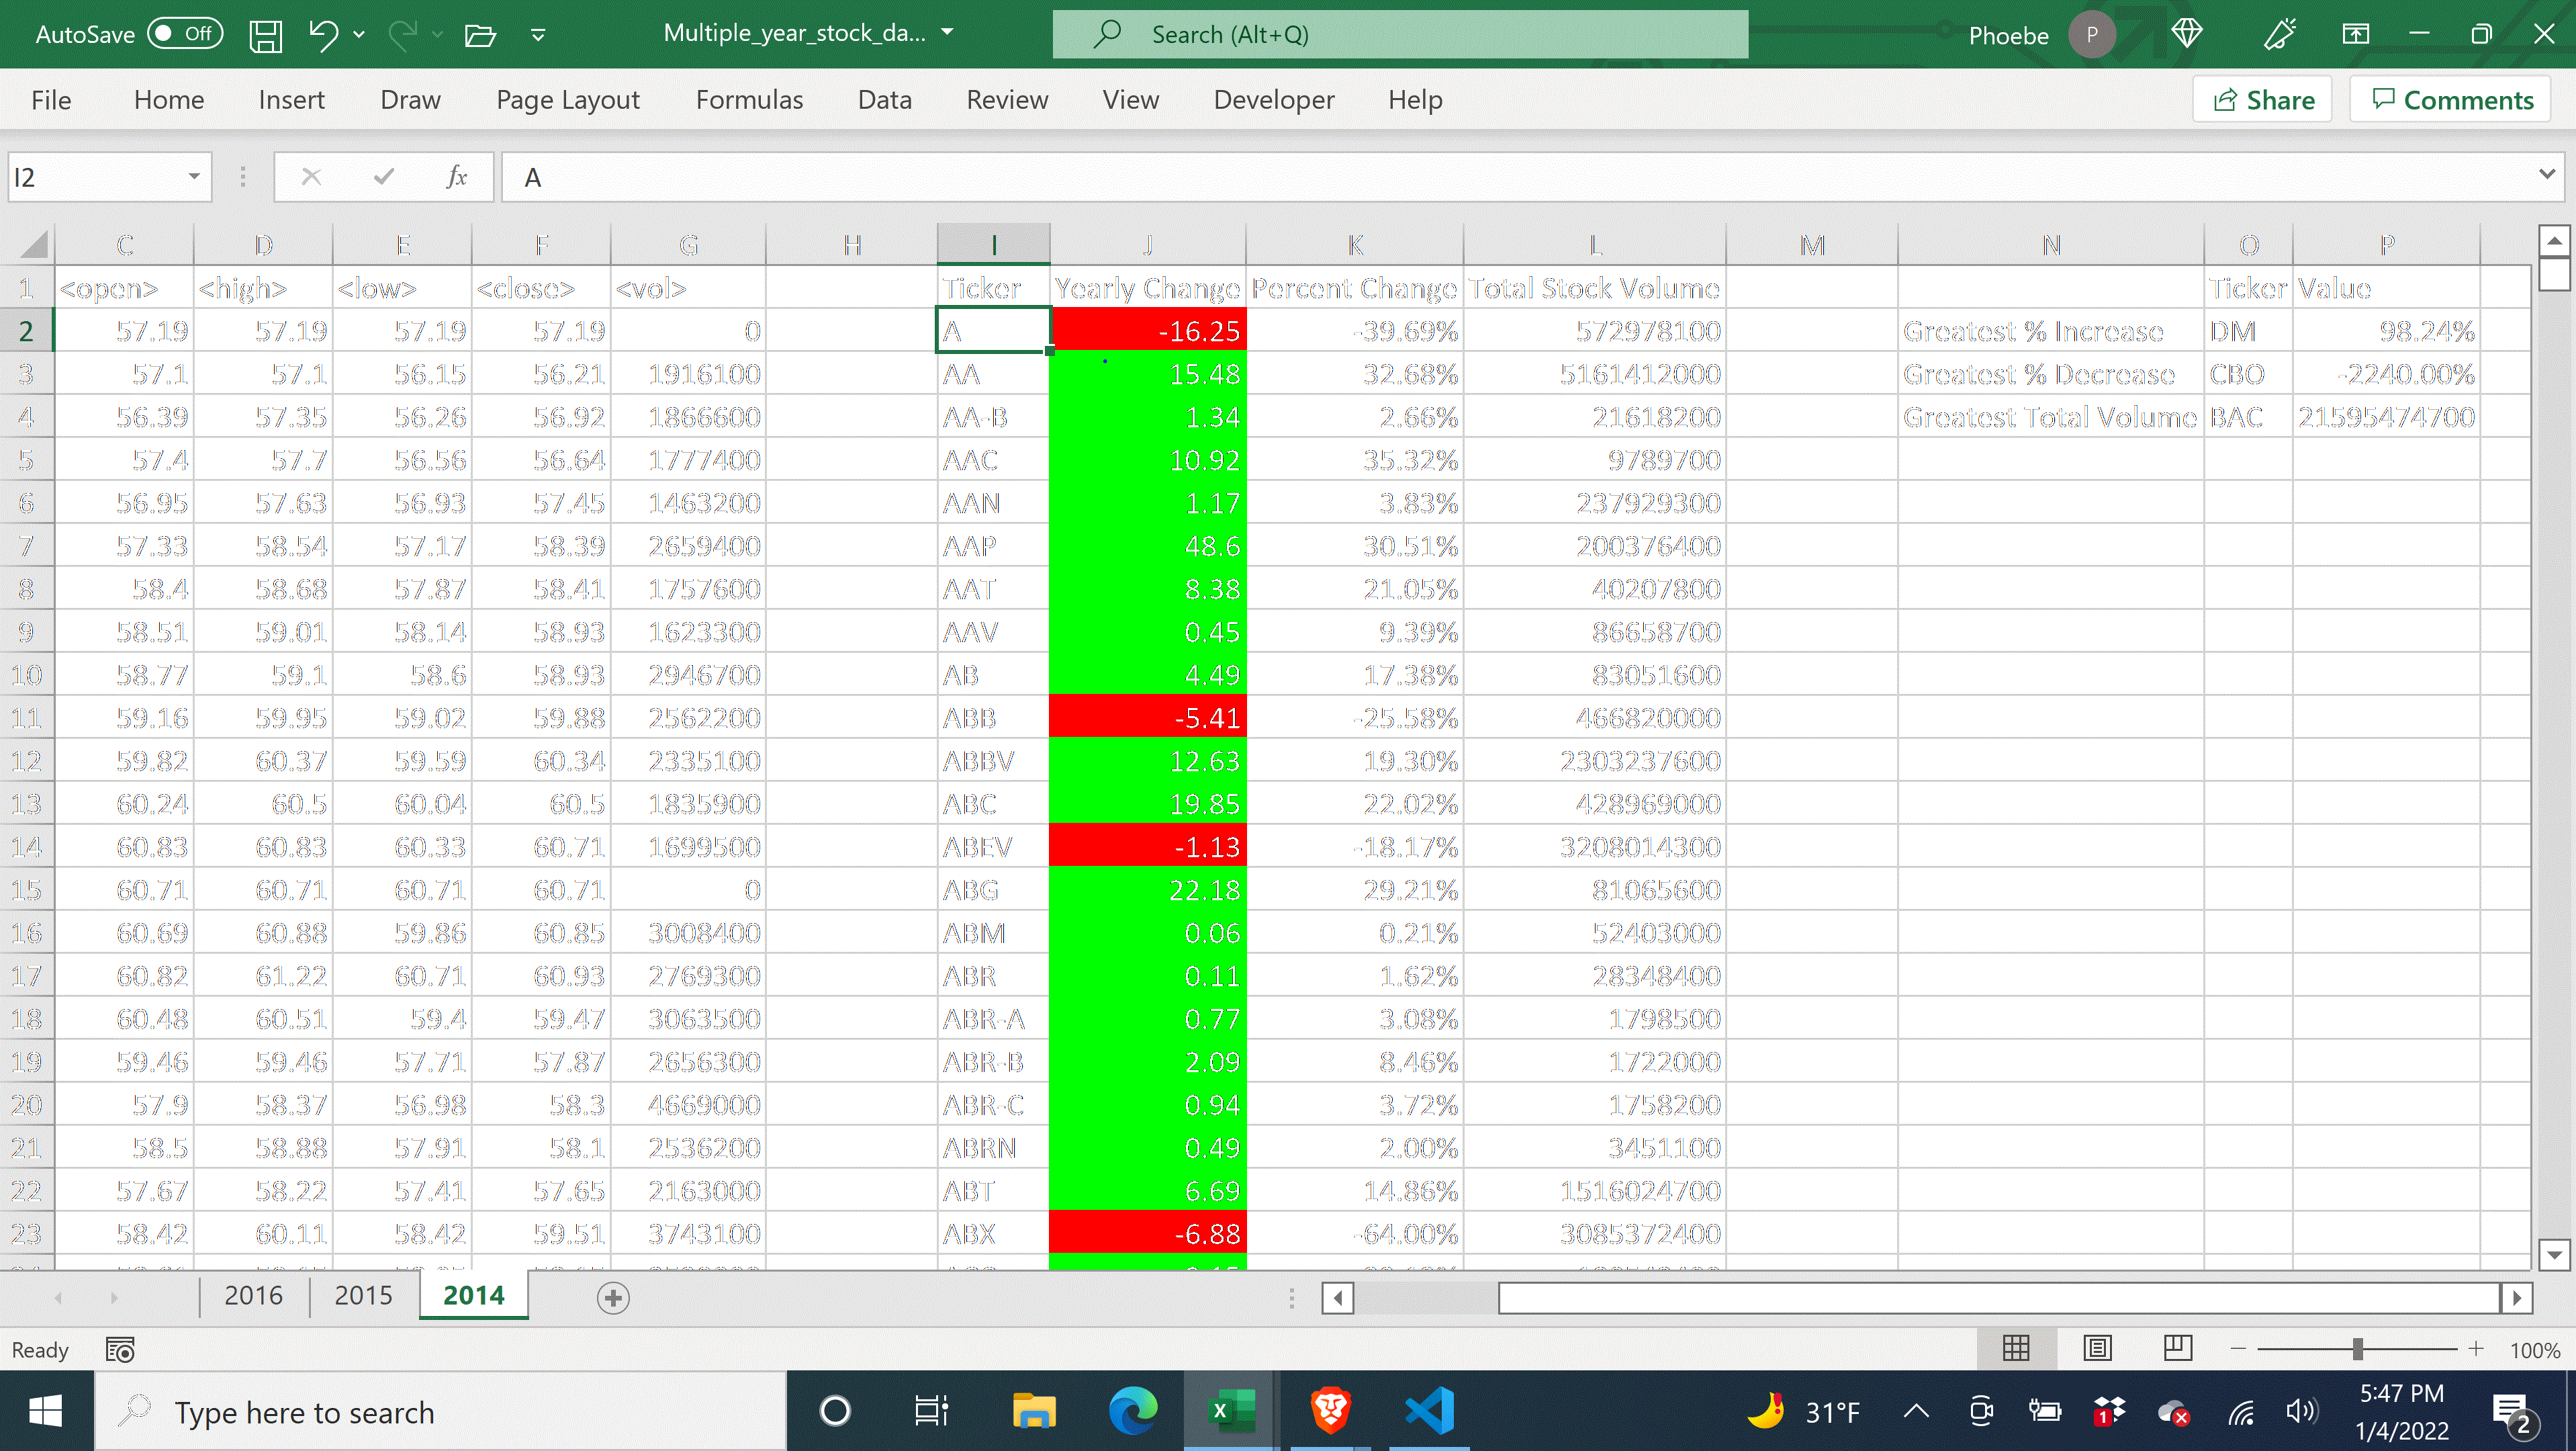 AutoSave Off Multiple_year_stock_da... Search (Alt+Q) Phoebe P
File Home Insert Draw Page Layout Formulas Data Review View Developer Help Share Comments
I2 fx A
C D E F G H I J K L M N O P
1 <open> <high> <low> <close> <vol> Ticker Yearly Change Percent Change Total Stock Volume Ticker Value
2 57.19 57.19 57.19 57.19 0 A -16.25 -39.69% 572978100 Greatest % Increase DM 98.24%
3 57.1 57.1 56.15 56.21 1916100 AA 15.48 32.68% 5161412000 Greatest % Decrease CBO -2240.00%
4 56.39 57.35 56.26 56.92 1866600 AA-B 1.34 2.66% 21618200 Greatest Total Volume BAC 21595474700
5 57.4 57.7 56.56 56.64 1777400 AAC 10.92 35.32% 9789700
6 56.95 57.63 56.93 57.45 1463200 AAN 1.17 3.83% 237929300
7 57.33 58.54 57.17 58.39 2659400 AAP 48.6 30.51% 200376400
8 58.4 58.68 57.87 58.41 1757600 AAT 8.38 21.05% 40207800
9 58.51 59.01 58.14 58.93 1623300 AAV 0.45 9.39% 86658700
10 58.77 59.1 58.6 58.93 2946700 AB 4.49 17.38% 83051600
11 59.16 59.95 59.02 59.88 2562200 ABB -5.41 -25.58% 466820000
12 59.82 60.37 59.59 60.34 2335100 ABBV 12.63 19.30% 2303237600
13 60.24 60.5 60.04 60.5 1835900 ABC 19.85 22.02% 428969000
14 60.83 60.83 60.33 60.71 1699500 ABEV -1.13 -18.17% 3208014300
15 60.71 60.71 60.71 60.71 0 ABG 22.18 29.21% 81065600
16 60.69 60.88 59.86 60.85 3008400 ABM 0.06 0.21% 52403000
17 60.82 61.22 60.71 60.93 2769300 ABR 0.11 1.62% 28348400
18 60.48 60.51 59.4 59.47 3063500 ABR-A 0.77 3.08% 1798500
19 59.46 59.46 57.71 57.87 2656300 ABR-B 2.09 8.46% 1722000
20 57.9 58.37 56.98 58.3 4669000 ABR-C 0.94 3.72% 1758200
21 58.5 58.88 57.91 58.1 2536200 ABRN 0.49 2.00% 3451100
22 57.67 58.22 57.41 57.65 2163000 ABT 6.69 14.86% 1516024700
23 58.42 60.11 58.42 59.51 3743100 ABX -6.88 -64.00% 3085372400
2016 2015 2014
Ready 100%
Type here to search 31°F 1 5:47 PM
1/4/2022 2